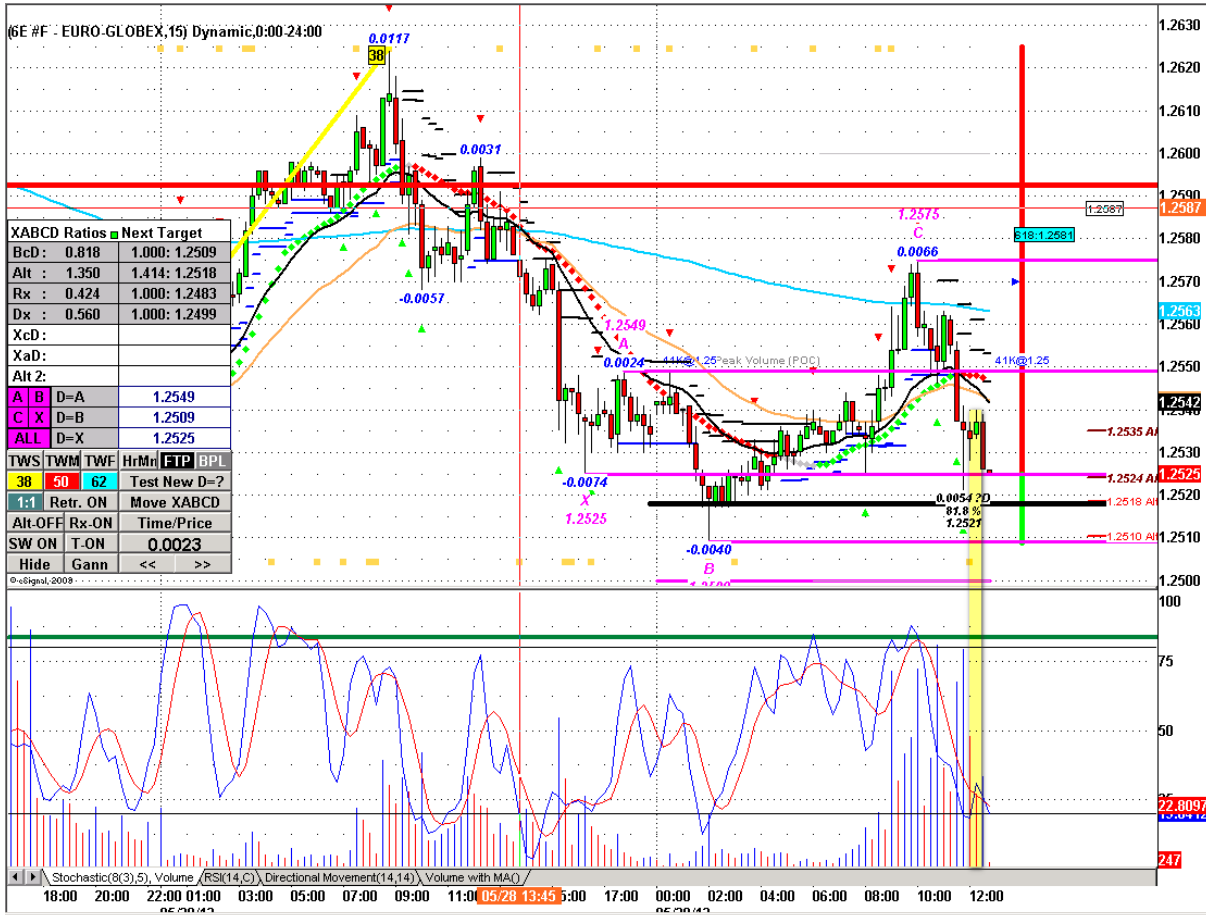 (6E #F - EURO-GLOBEX,15) Dynamic,0:00-24:00
0.0117
38
0.0031
-0.0057
1.2549
A
0.0024
41K@1.25
Peak Volume (POC)
41K@1.25
-0.0074
X
1.2525
-0.0040
B
1.2575
C
0.0066
0.0054 ?D
81.8 %
1.2521
618:1.2581
1.2587
1.2535 A
1.2524 A
1.2518 Alt
1.2510 Alt
1.2630
1.2620
1.2610
1.2600
1.2590
1.2587
1.2580
1.2570
1.2563
1.2560
1.2550
1.2542
1.2530
1.2525
1.2520
1.2510
1.2500
XABCD Ratios Next Target
BcD: 0.818 1.000: 1.2509
Alt : 1.350 1.414: 1.2518
Rx : 0.424 1.000: 1.2483
Dx : 0.560 1.000: 1.2499
XcD:
XaD:
Alt 2:
A B D=A 1.2549
C X D=B 1.2509
ALL D=X 1.2525
TWS TWM TWF HrMn FTP BPL
38 50 62 Test New D=?
1:1 Retr. ON Move XABCD
Alt-OFF Rx-ON Time/Price
SW ON T-ON 0.0023
Hide Gann << >>
© eSignal, 2009
100
75
50
22.8097
247
Stochastic(8(3),5), Volume RSI(14,C) Directional Movement(14,14) Volume with MA()
18:00 20:00 22:00 01:00 03:00 05:00 07:00 09:00 11:00 05/28 13:45 5:00 17:00 19:00 00:00 02:00 04:00 06:00 08:00 10:00 12:00